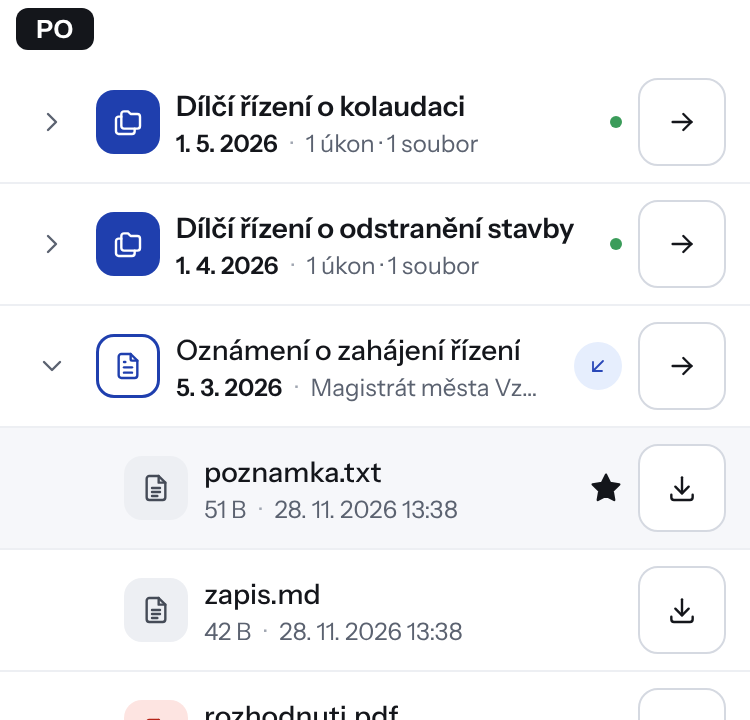 PO
Dílčí řízení o kolaudaci
1. 5. 2026 · 1 úkon · 1 soubor
Dílčí řízení o odstranění stavby
1. 4. 2026 · 1 úkon · 1 soubor
Oznámení o zahájení řízení
5. 3. 2026 · Magistrát města Vz...
poznamka.txt
51 B · 28. 11. 2026 13:38
zapis.md
42 B · 28. 11. 2026 13:38
rozhodnuti.pdf